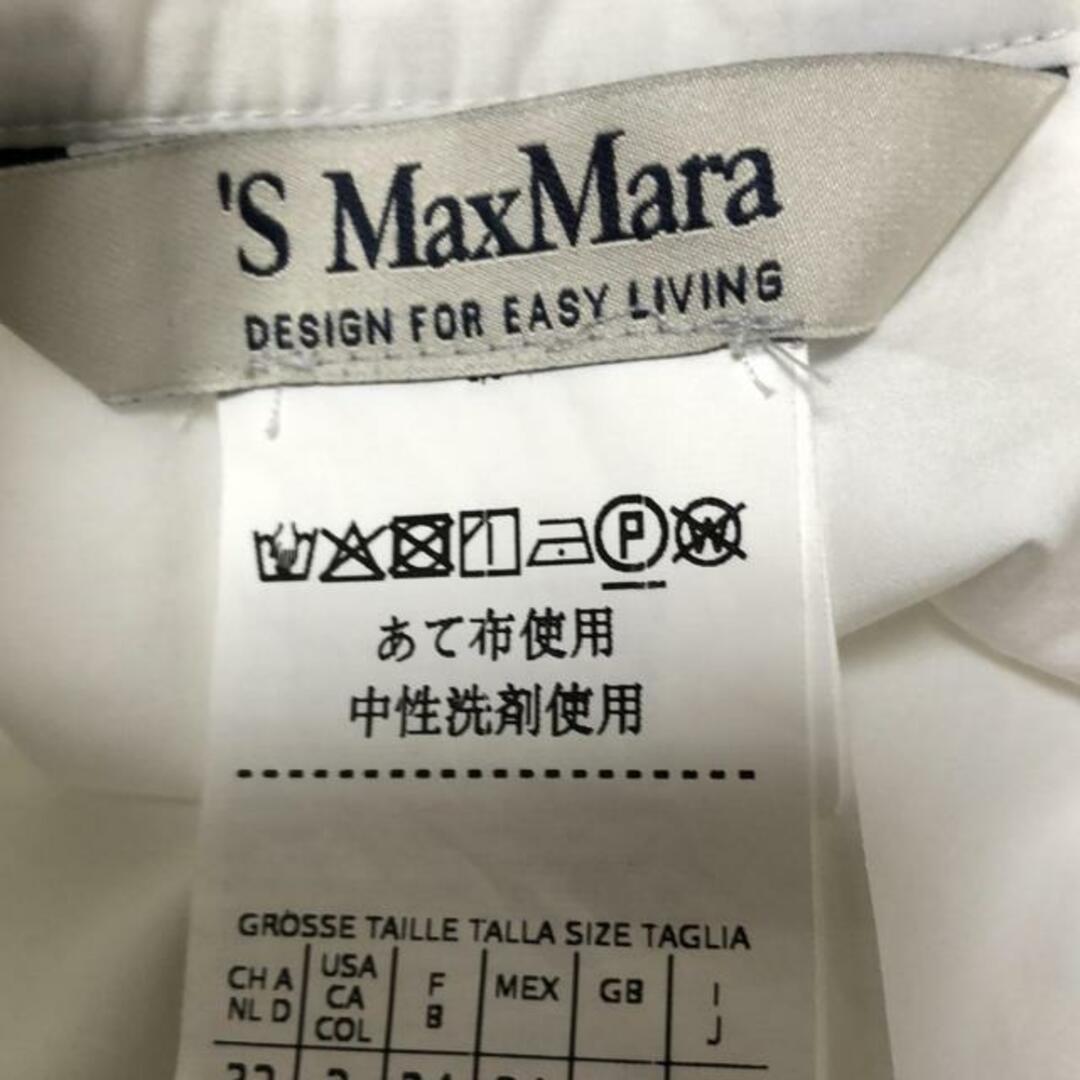 'S MaxMara
DESIGN FOR EASY LIVING
P W
あて布使用
中性洗剤使用
GRÖSSE TAILLE TALLA SIZE TAGLIA
CH A
NL D
USA
CA
COL
F
B
MEX
GB
I
J